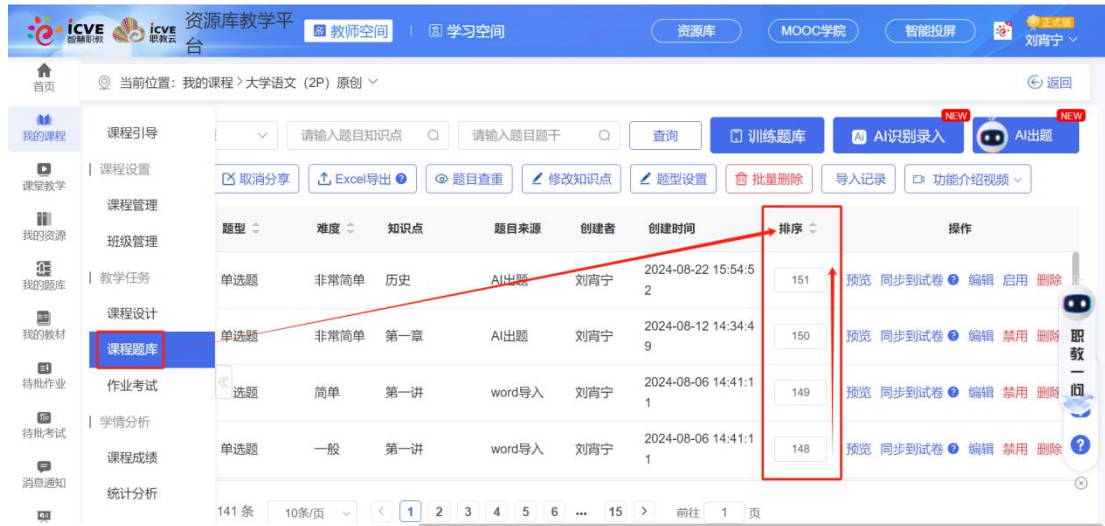 icve 智慧职教 icve 职教云 资源库教学平台 教师空间 学习空间 资源库 MOOC学院 智能投屏 正式版 刘宵宁
首页 当前位置：我的课程 > 大学语文（2P）原创 返回
我的课程
课堂教学
我的资源
我的题库
我的教材
待批作业
待批考试
消息通知
课程引导
课程设置
课程管理
班级管理
教学任务
课程设计
课程题库
作业考试
学情分析
课程成绩
统计分析
请输入题目知识点 请输入题目题干 查询 训练题库 AI识别录入 NEW AI出题 NEW
取消分享 Excel导出 题目查重 修改知识点 题型设置 批量删除 导入记录 功能介绍视频
题型 难度 知识点 题目来源 创建者 创建时间 排序 操作
单选题 非常简单 历史 AI出题 刘宵宁 2024-08-22 15:54:52 151 预览 同步到试卷 编辑 启用 删除
单选题 非常简单 第一章 AI出题 刘宵宁 2024-08-12 14:34:49 150 预览 同步到试卷 编辑 禁用 删除
选题 简单 第一讲 word导入 刘宵宁 2024-08-06 14:41:11 149 预览 同步到试卷 编辑 禁用 删除
单选题 一般 第一讲 word导入 刘宵宁 2024-08-06 14:41:11 148 预览 同步到试卷 编辑 禁用 删除
141 条 10条/页 1 2 3 4 5 6 ... 15 前往 1 页
职教一问